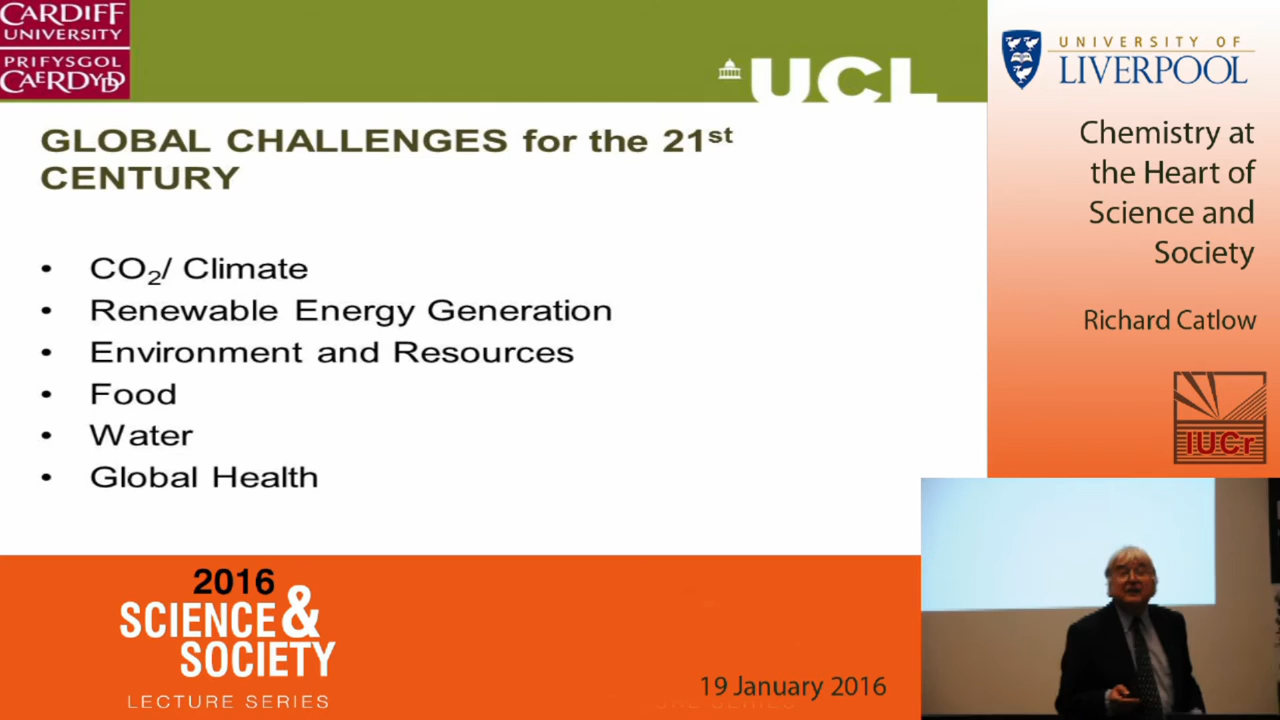 CARDIFF
UNIVERSITY
PRIFYSGOL
CAERDYDD
UCL
GLOBAL CHALLENGES for the 21st
CENTURY
• CO₂/ Climate
• Renewable Energy Generation
• Environment and Resources
• Food
• Water
• Global Health
UNIVERSITY OF
LIVERPOOL
Chemistry at
the Heart of
Science and
Society
Richard Catlow
IUCr
2016
SCIENCE &
SOCIETY
LECTURE SERIES
19 January 2016